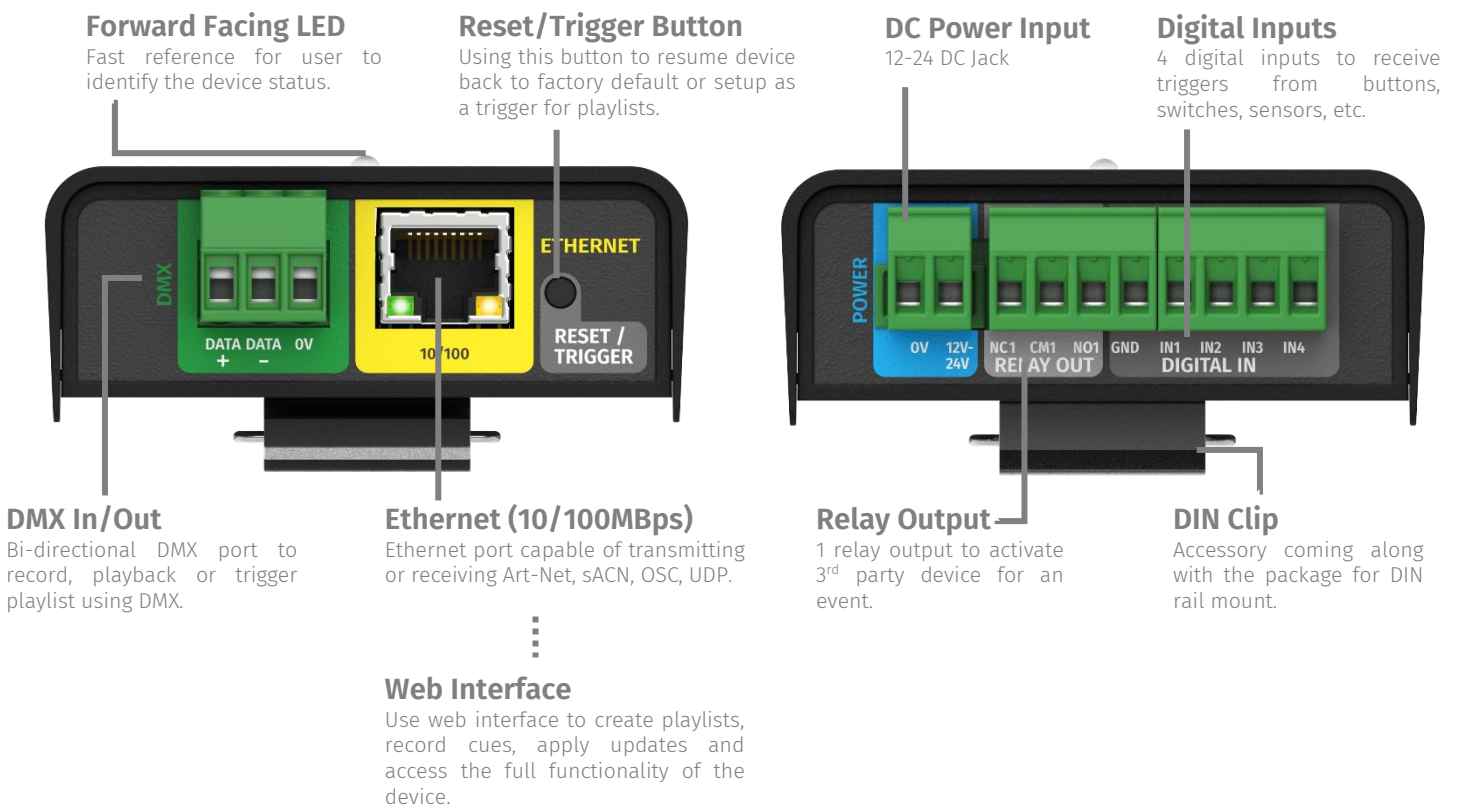 Forward Facing LED
Fast reference for user to
identify the device status.
Reset/Trigger Button
Using this button to resume device
back to factory default or setup as
a trigger for playlists.
DC Power Input
12-24 DC Jack
Digital Inputs
4 digital inputs to receive
triggers from buttons,
switches, sensors, etc.
DMX
DATA DATA 0V
+ −
ETHERNET
10/100
RESET /
TRIGGER
POWER
0V 12V-
24V
NC1 CM1 NO1 GND IN1 IN2 IN3 IN4
RELAY OUT DIGITAL IN
DMX In/Out
Bi-directional DMX port to
record, playback or trigger
playlist using DMX.
Ethernet (10/100MBps)
Ethernet port capable of transmitting
or receiving Art-Net, sACN, OSC, UDP.
Web Interface
Use web interface to create playlists,
record cues, apply updates and
access the full functionality of the
device.
Relay Output
1 relay output to activate
3rd party device for an
event.
DIN Clip
Accessory coming along
with the package for DIN
rail mount.